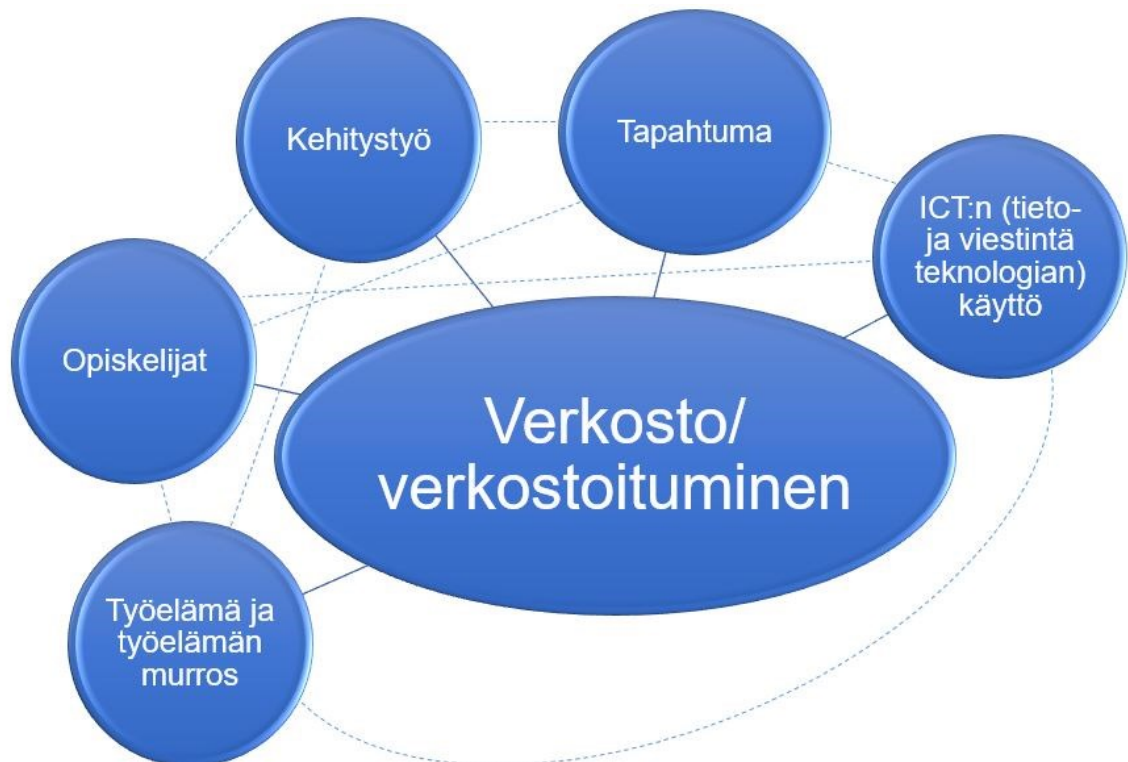 Kehitystyö
Tapahtuma
ICT:n (tieto-
ja viestintä
teknologian)
käyttö
Opiskelijat
Verkosto/
verkostoituminen
Työelämä ja
työelämän
murros